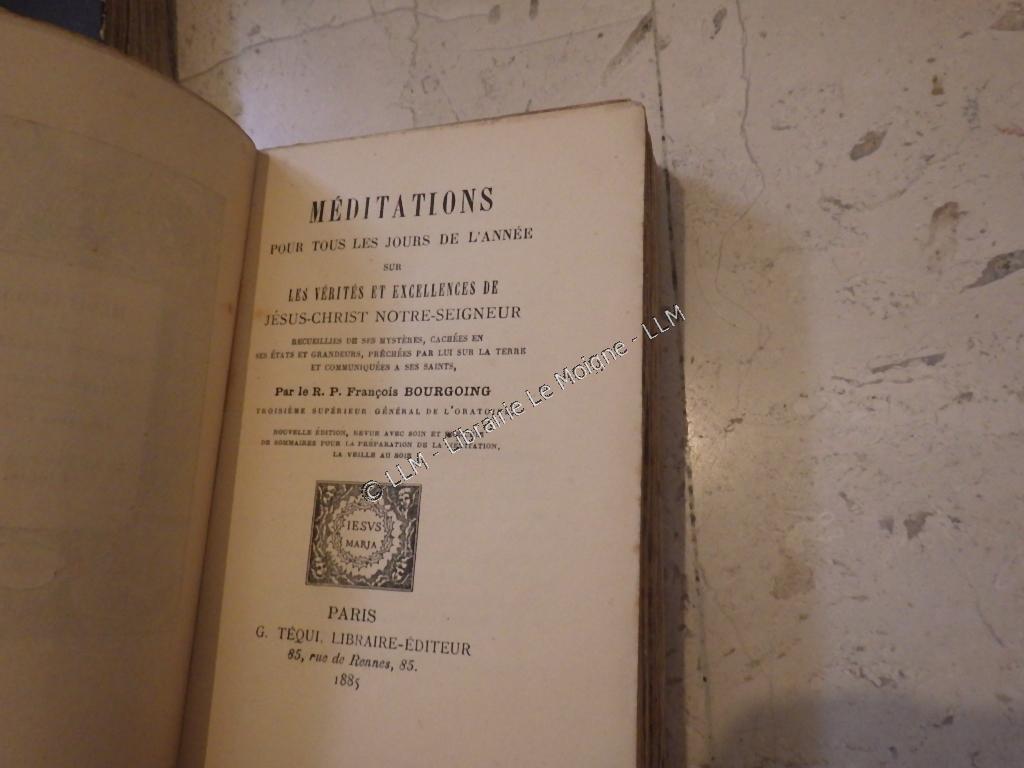 MÉDITATIONS
POUR TOUS LES JOURS DE L'ANNÉE
SUR
LES VÉRITÉS ET EXCELLENCES DE
JÉSUS-CHRIST NOTRE-SEIGNEUR
RECUEILLIES DE SES MYSTÈRES, CACHÉES EN
SES ÉTATS ET GRANDEURS, PRÊCHÉES PAR LUI SUR LA TERRE
ET COMMUNIQUÉES A SES SAINTS,
Par le R. P. François BOURGOING
TROISIÈME SUPÉRIEUR GÉNÉRAL DE L'ORATOIRE
NOUVELLE ÉDITION, REVUE AVEC SOIN ET
DE SOMMAIRES POUR LA PRÉPARATION DE LA MÉDITATION,
LA VEILLE AU SOIR
IESVS
MARIA
PARIS
G. TÉQUI, LIBRAIRE-ÉDITEUR
85, rue de Rennes, 85.
1885
© LLM - Librairie Le Moigne - LLM